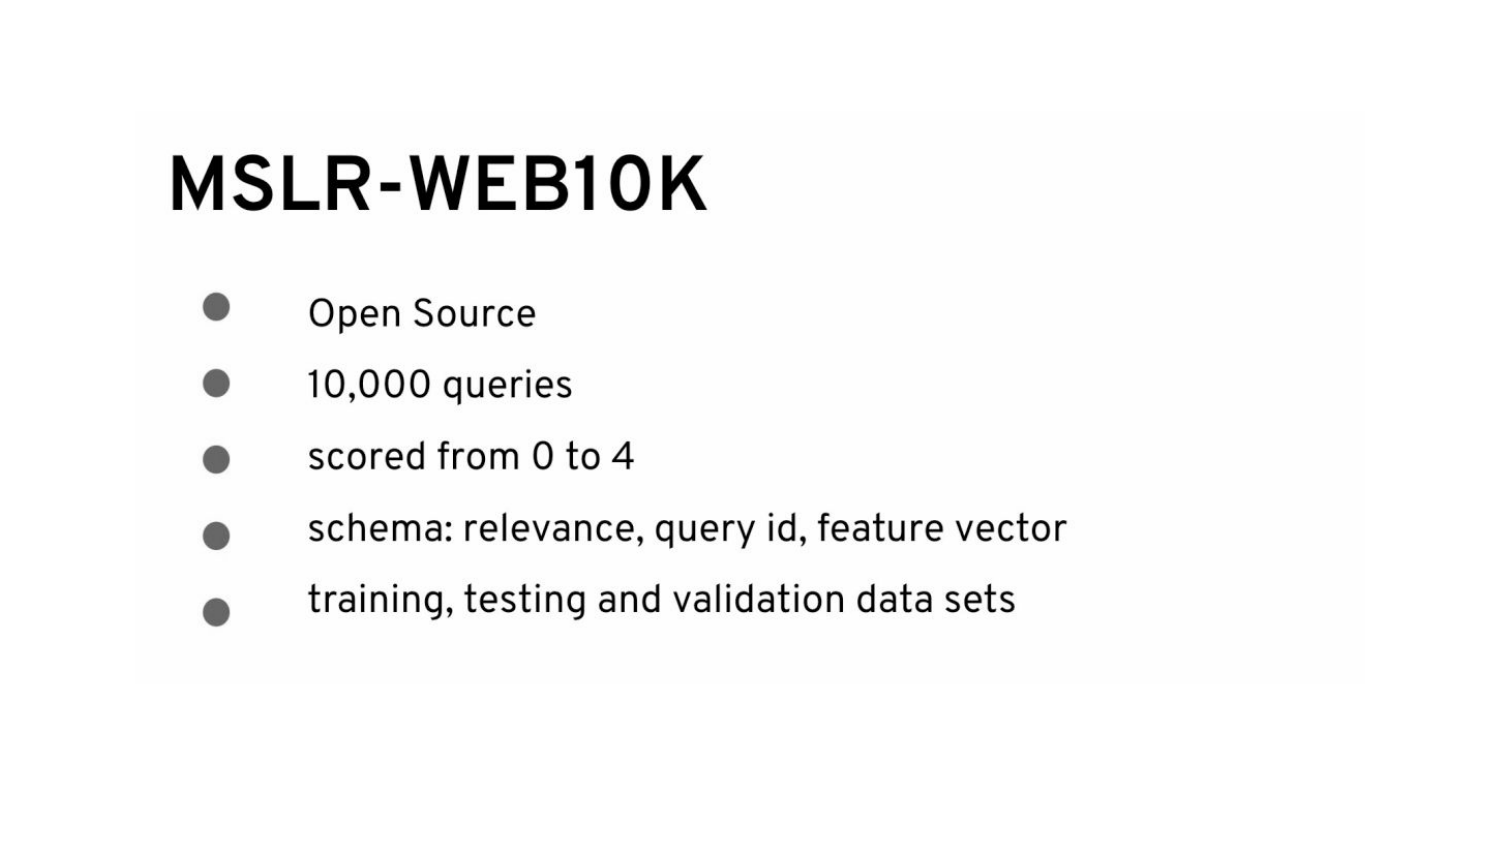 MSLR-WEB10K
Open Source
10,000 queries
scored from 0 to 4
schema: relevance, query id, feature vector
training, testing and validation data sets